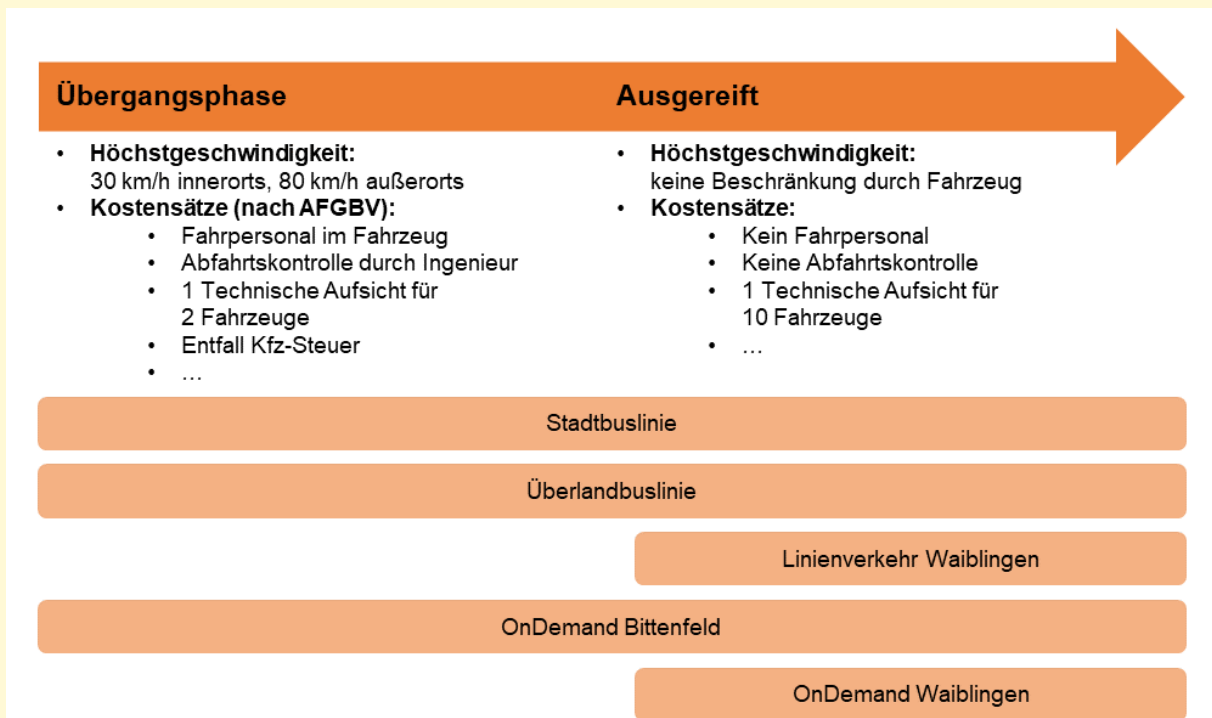 Übergangsphase
• Höchstgeschwindigkeit:
30 km/h innerorts, 80 km/h außerorts
• Kostensätze (nach AFGBV):
• Fahrpersonal im Fahrzeug
• Abfahrtskontrolle durch Ingenieur
• 1 Technische Aufsicht für
2 Fahrzeuge
• Entfall Kfz-Steuer
• …
Ausgereift
• Höchstgeschwindigkeit:
keine Beschränkung durch Fahrzeug
• Kostensätze:
• Kein Fahrpersonal
• Keine Abfahrtskontrolle
• 1 Technische Aufsicht für
10 Fahrzeuge
• …
Stadtbuslinie
Überlandbuslinie
Linienverkehr Waiblingen
OnDemand Bittenfeld
OnDemand Waiblingen